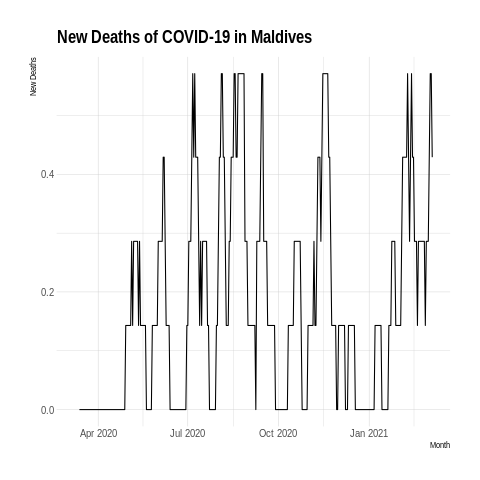 New Deaths of COVID-19 in Maldives
New Deaths
0.4
0.2
0.0
Apr 2020 Jul 2020 Oct 2020 Jan 2021
Month